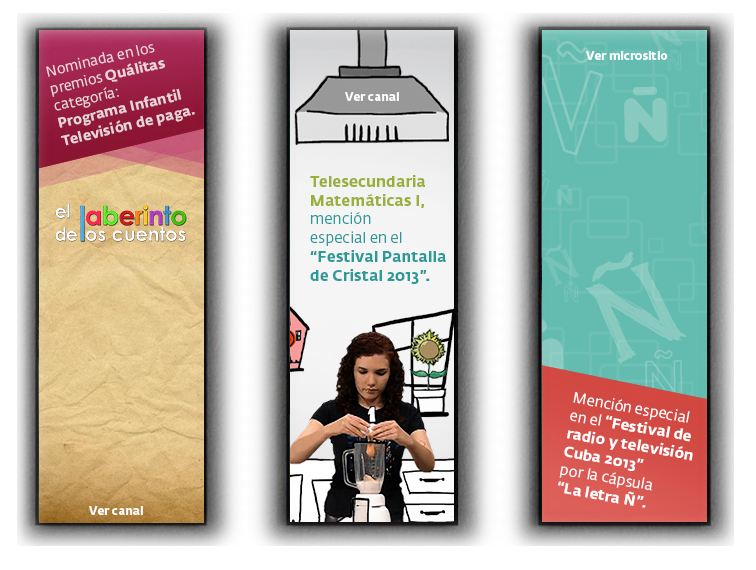 Nominada en los
premios Quálitas
categoría:
Programa Infantil
Televisión de paga.
el laberinto
de los cuentos
Ver canal
Ver canal
Telesecundaria
Matemáticas I,
mención
especial en el
“Festival Pantalla
de Cristal 2013”.
Ver micrositio
V
Ñ
Ñ
Ñ
Ñ
Ñ
Ñ
Mención especial
en el “Festival de
radio y televisión
Cuba 2013”
por la cápsula
“La letra Ñ”.